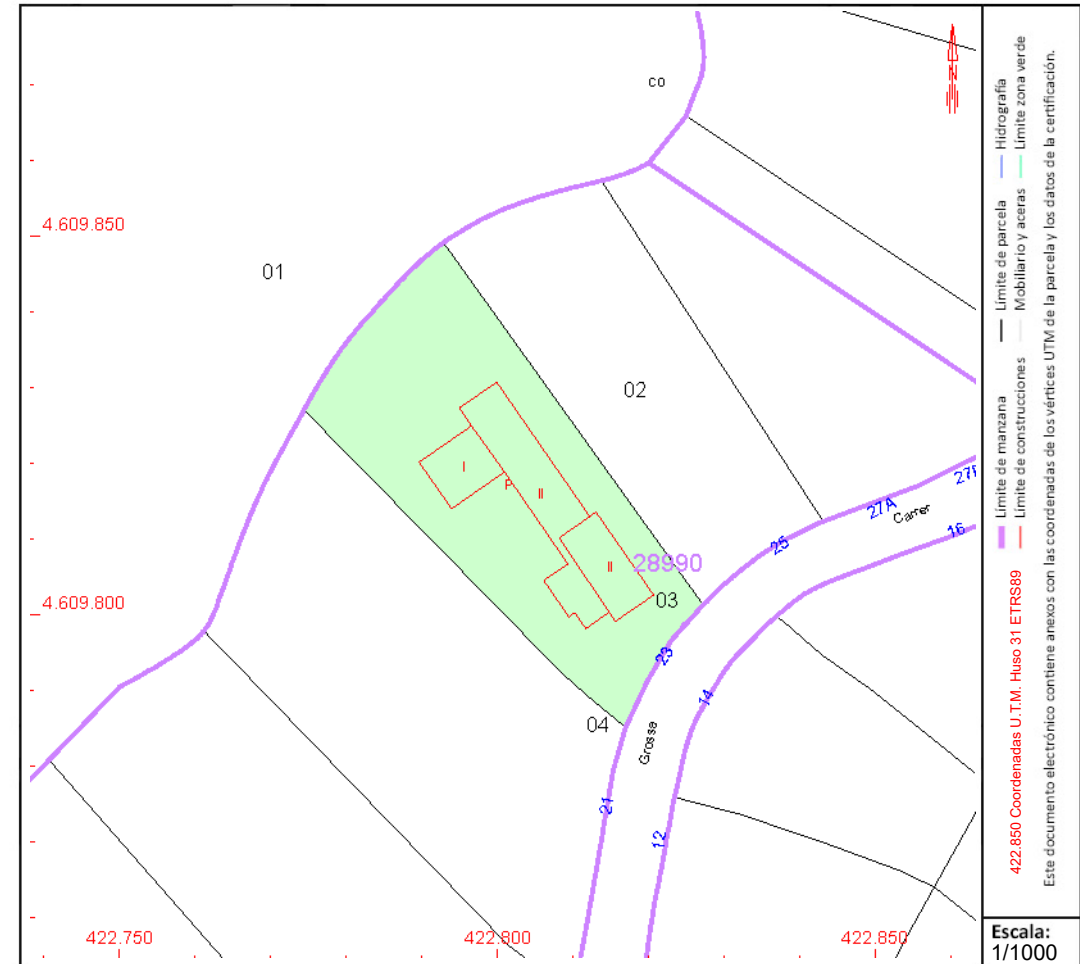 CO
4.609.850
01
02
27B
27A
Carrer
16
25
I
P
II
II
28990
4.609.800
03
23
14
04
Grossa
21
12
422.750
422.800
422.850
N
Límite de manzana
Límite de parcela
Hidrografía
Límite de construcciones
Mobiliario y aceras
Límite zona verde
422.850 Coordenadas U.T.M. Huso 31 ETRS89
Este documento electrónico contiene anexos con las coordenadas de los vértices UTM de la parcela y los datos de la certificación.
Escala:
1/1000